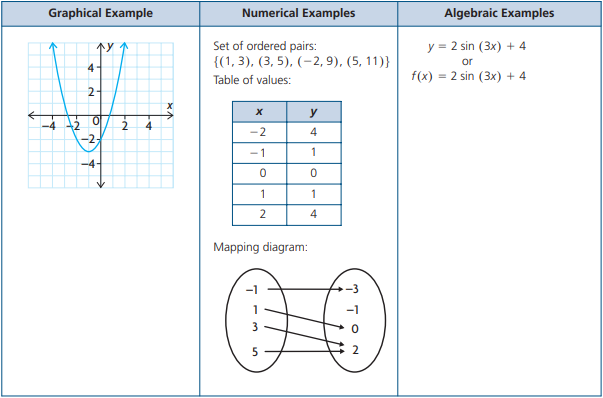 Graphical Example
Numerical Examples
Algebraic Examples
y
4
2
x
-4 -2 0 2 4
-2
-4
Set of ordered pairs:
{(1, 3), (3, 5), (−2, 9), (5, 11)}
Table of values:
x y
−2 4
−1 1
0 0
1 1
2 4
Mapping diagram:
−1 −3
1 −1
3 0
5 2
y = 2 sin (3x) + 4
or
f(x) = 2 sin (3x) + 4